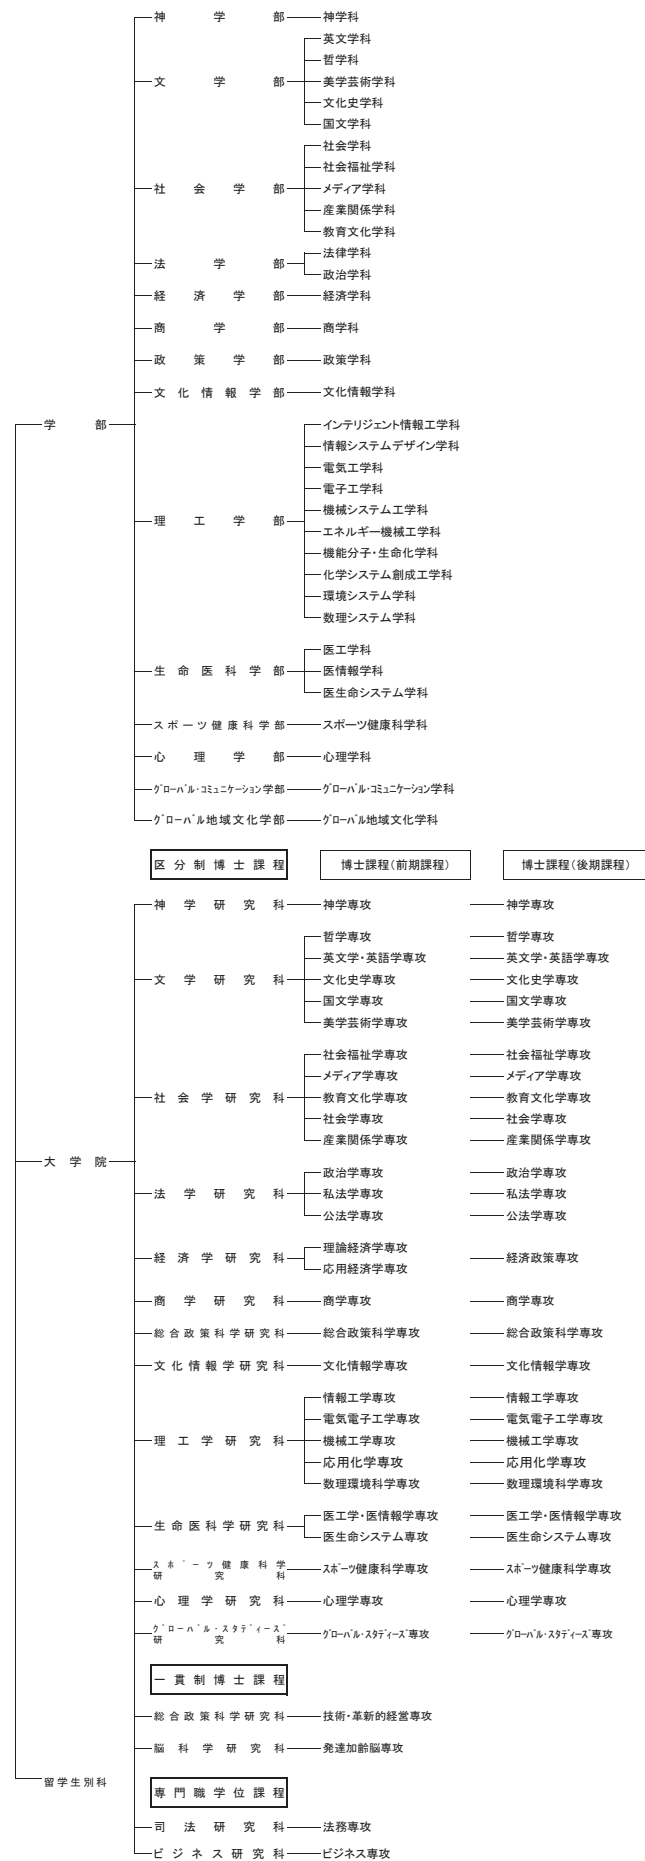 神学部 神学科
英文学科
哲学科
文学部 美学芸術学科
文化史学科
国文学科
社会学科
社会福祉学科
社会学部 メディア学科
産業関係学科
教育文化学科
法律学科
法学部
政治学科
経済学部 経済学科
商学部 商学科
政策学部 政策学科
文化情報学部 文化情報学科
学部 インテリジェント情報工学科
情報システムデザイン学科
電気工学科
電子工学科
機械システム工学科
理工学部
エネルギー機械工学科
機能分子・生命化学科
化学システム創成工学科
環境システム学科
数理システム学科
医工学科
生命医科学部 医情報学科
医生命システム学科
スポーツ健康科学部 スポーツ健康科学科
心理学部 心理学科
グローバル・コミュニケーション学部 グローバル・コミュニケーション学科
グローバル地域文化学部 グローバル地域文化学科
区分制博士課程 博士課程(前期課程) 博士課程(後期課程)
神学研究科 神学専攻 神学専攻
哲学専攻 哲学専攻
英文学・英語学専攻 英文学・英語学専攻
文学研究科 文化史学専攻 文化史学専攻
国文学専攻 国文学専攻
美学芸術学専攻 美学芸術学専攻
社会福祉学専攻 社会福祉学専攻
メディア学専攻 メディア学専攻
社会学研究科 教育文化学専攻 教育文化学専攻
社会学専攻 社会学専攻
産業関係学専攻 産業関係学専攻
大学院
政治学専攻 政治学専攻
法学研究科 私法学専攻 私法学専攻
公法学専攻 公法学専攻
理論経済学専攻
経済学研究科 経済政策専攻
応用経済学専攻
商学研究科 商学専攻 商学専攻
総合政策科学研究科 総合政策科学専攻 総合政策科学専攻
文化情報学研究科 文化情報学専攻 文化情報学専攻
情報工学専攻 情報工学専攻
電気電子工学専攻 電気電子工学専攻
理工学研究科 機械工学専攻 機械工学専攻
応用化学専攻 応用化学専攻
数理環境科学専攻 数理環境科学専攻
医工学・医情報学専攻 医工学・医情報学専攻
生命医科学研究科
医生命システム専攻 医生命システム専攻
スポーツ健康科学
研究科 スポーツ健康科学専攻 スポーツ健康科学専攻
心理学研究科 心理学専攻 心理学専攻
グローバル・スタディーズ
研究科 グローバル・スタディーズ専攻 グローバル・スタディーズ専攻
一貫制博士課程
総合政策科学研究科 技術・革新的経営専攻
脳科学研究科 発達加齢脳専攻
留学生別科
専門職学位課程
司法研究科 法務専攻
ビジネス研究科 ビジネス専攻